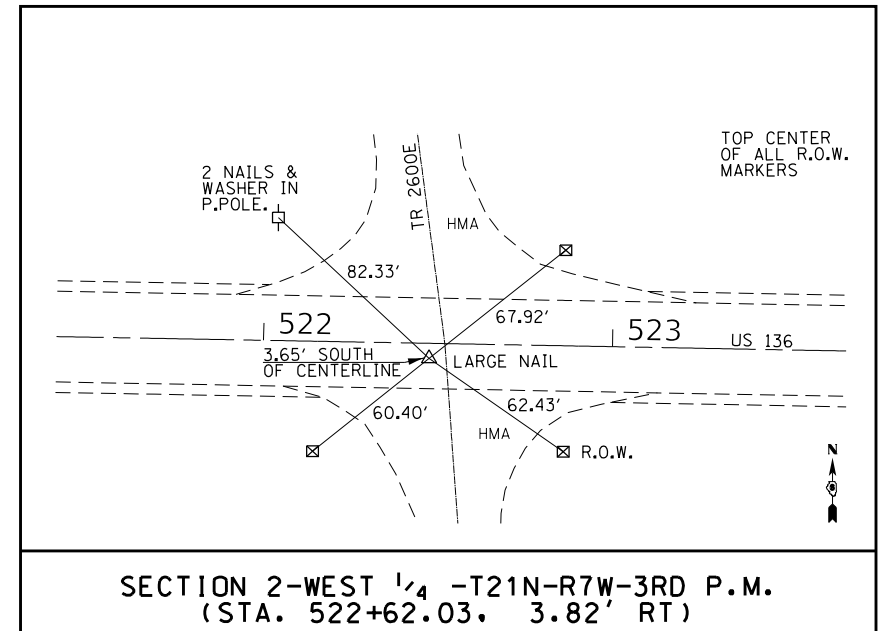 TOP CENTER
OF ALL R.O.W.
MARKERS
2 NAILS &
WASHER IN
P.POLE.
TR 2600E
HMA
82.33'
67.92'
522
523
US 136
3.65' SOUTH
OF CENTERLINE
LARGE NAIL
60.40'
62.43'
HMA
R.O.W.
N
SECTION 2-WEST 1/4 -T21N-R7W-3RD P.M.
(STA. 522+62.03, 3.82' RT)